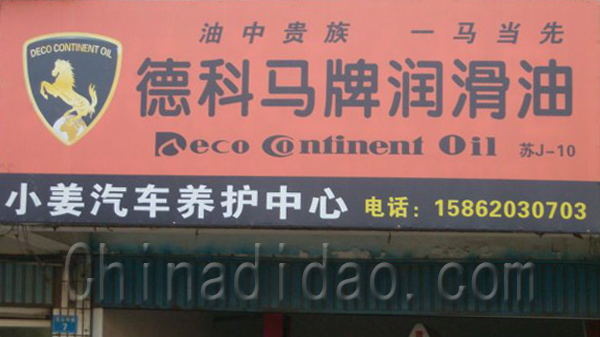 油中贵族 一马当先
DECO CONTINENT OIL
德科马牌润滑油
Deco Continent Oil 苏J-10
小姜汽车养护中心 电话：15862030703
Chinadidao.com
7